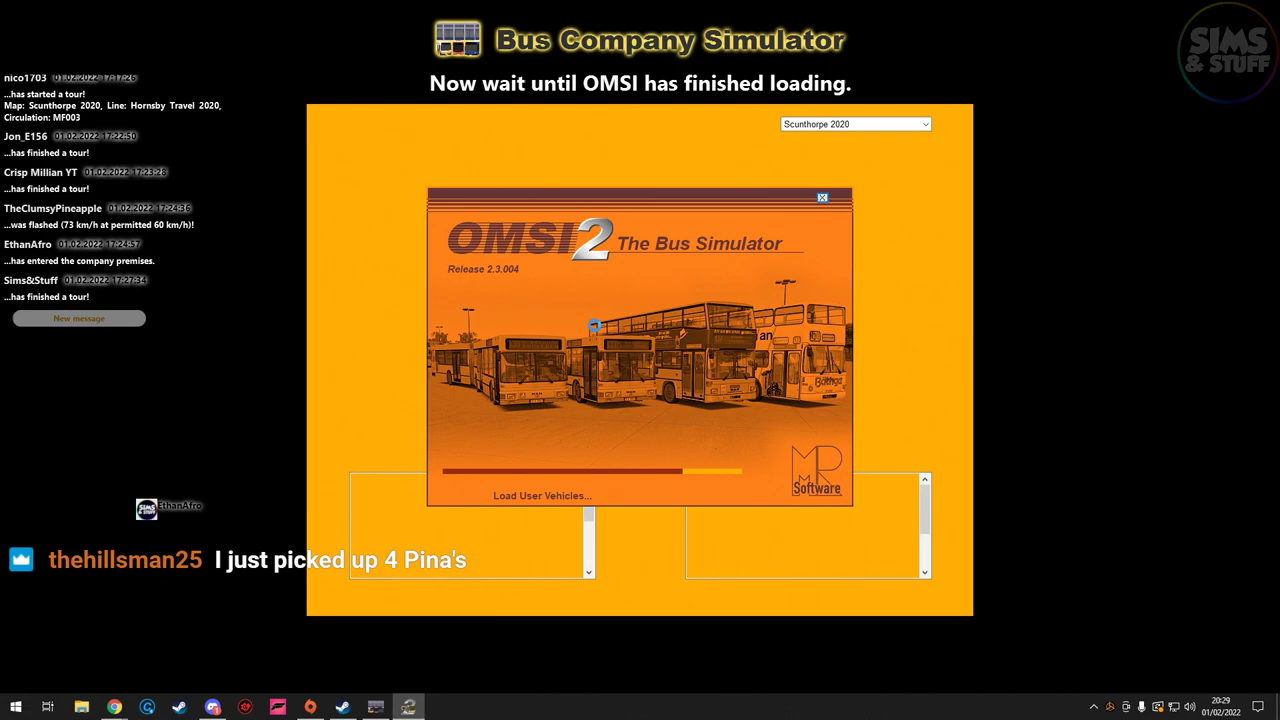 Bus Company Simulator
Now wait until OMSI has finished loading.
SIMS
& STUFF
nico1703 01.02.2022 17:17:26
...has started a tour!
Map: Scunthorpe 2020, Line: Hornsby Travel 2020,
Circulation: MF003
Jon_E156 01.02.2022 17:22:50
...has finished a tour!
Crisp Millian YT 01.02.2022 17:23:28
...has finished a tour!
TheClumsyPineapple 01.02.2022 17:24:36
...was flashed (73 km/h at permitted 60 km/h)!
EthanAfro 01.02.2022 17:24:57
...has entered the company premises.
Sims&Stuff 01.02.2022 17:27:34
...has finished a tour!
New message
Scunthorpe 2020
OMSI 2 The Bus Simulator
Release 2.3.004
MR
Software
Load User Vehicles...
SIMS
& STUFF
EthanAfro
thehillsman25 I just picked up 4 Pina's
20:29
01/02/2022